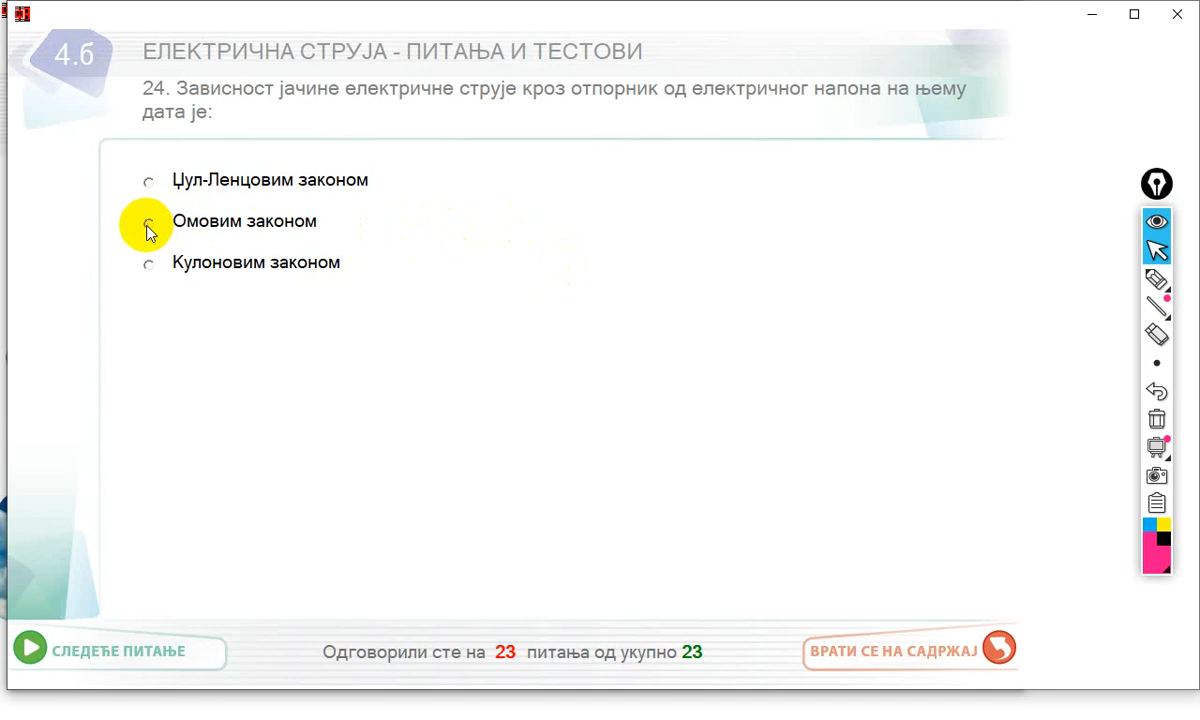 4.6
ЕЛЕКТРИЧНА СТРУЈА - ПИТАЊА И ТЕСТОВИ
24. Зависност јачине електричне струје кроз отпорник од електричног напона на њему
дата је:
Џул-Ленцовим законом
Омовим законом
Кулоновим законом
СЛЕДЕЋЕ ПИТАЊЕ
Одговорили сте на 23 питања од укупно 23
ВРАТИ СЕ НА САДРЖАЈ